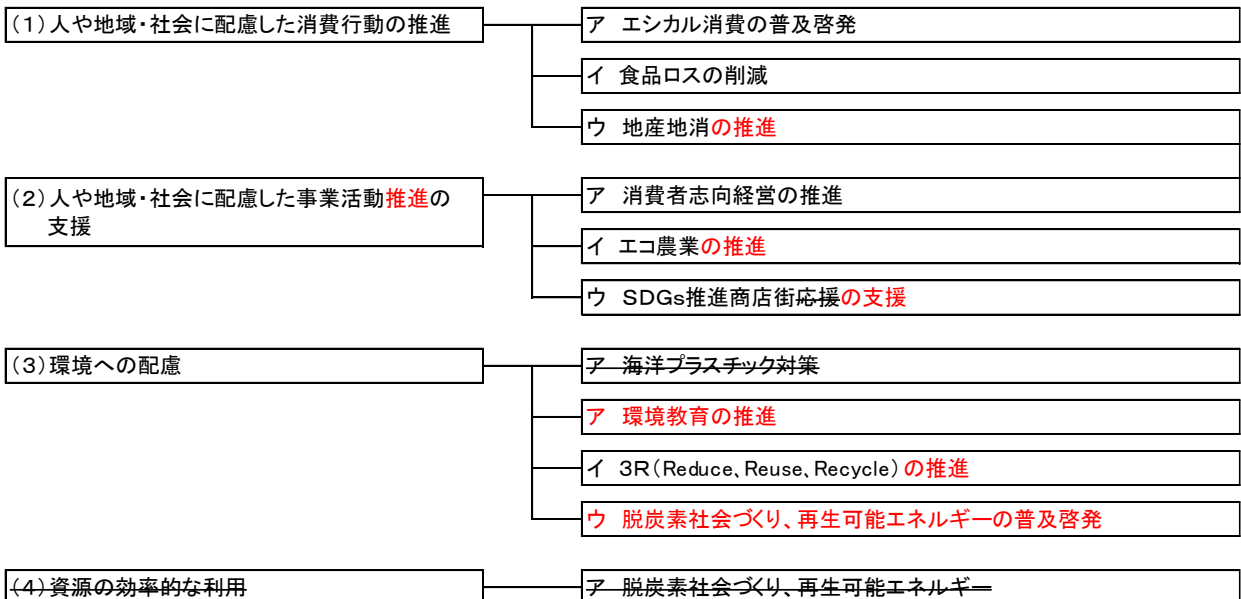 (1)人や地域・社会に配慮した消費行動の推進
ア エシカル消費の普及啓発
イ 食品ロスの削減
ウ 地産地消の推進
(2)人や地域・社会に配慮した事業活動推進の
支援
ア 消費者志向経営の推進
イ エコ農業の推進
ウ SDGs推進商店街応援の支援
(3)環境への配慮
ア 海洋プラスチック対策
ア 環境教育の推進
イ 3R(Reduce、Reuse、Recycle)の推進
ウ 脱炭素社会づくり、再生可能エネルギーの普及啓発
(4)資源の効率的な利用
ア 脱炭素社会づくり、再生可能エネルギー